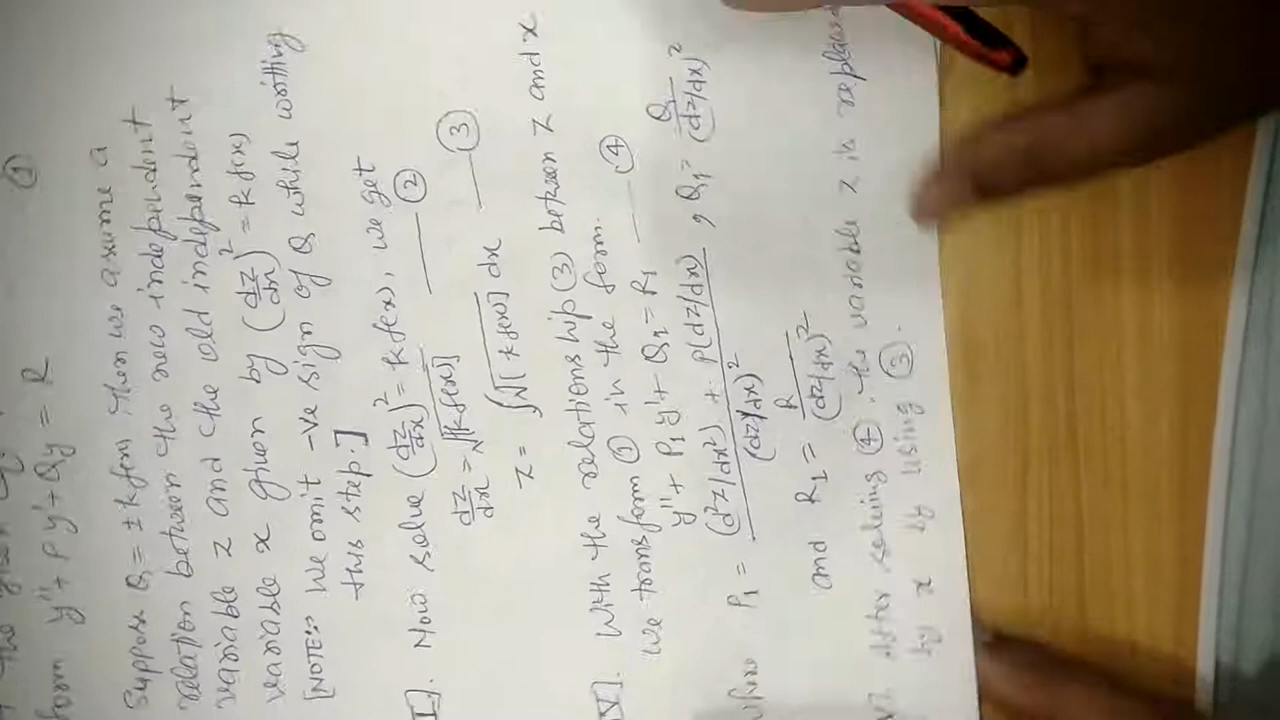 the given
form y'' + Py' + Qy = R ①
Suppose Q = ± k f(x) then we assume a
relation between the new independent
variable z and the old independent
variable x given by (dz/dx)² = k f(x)
[NOTE:- We omit -ve sign of Q while writing
this step.]
I]. Now solve (dz/dx)² = k f(x), we get ②
dz/dx = √[k f(x)]
z = ∫√[k f(x)] dx ③
IV]. With the relationship (3) between z and x
we transform ① in the form.
y'' + P₁ y' + Q₁ = R₁ ④
where P₁ = (d²z/dx²) + P(dz/dx) / (dz/dx)² , Q₁ = Q / (dz/dx)²
and R₁ = R / (dz/dx)²
After solving ④, the variable z is replaced
by x by using ③.